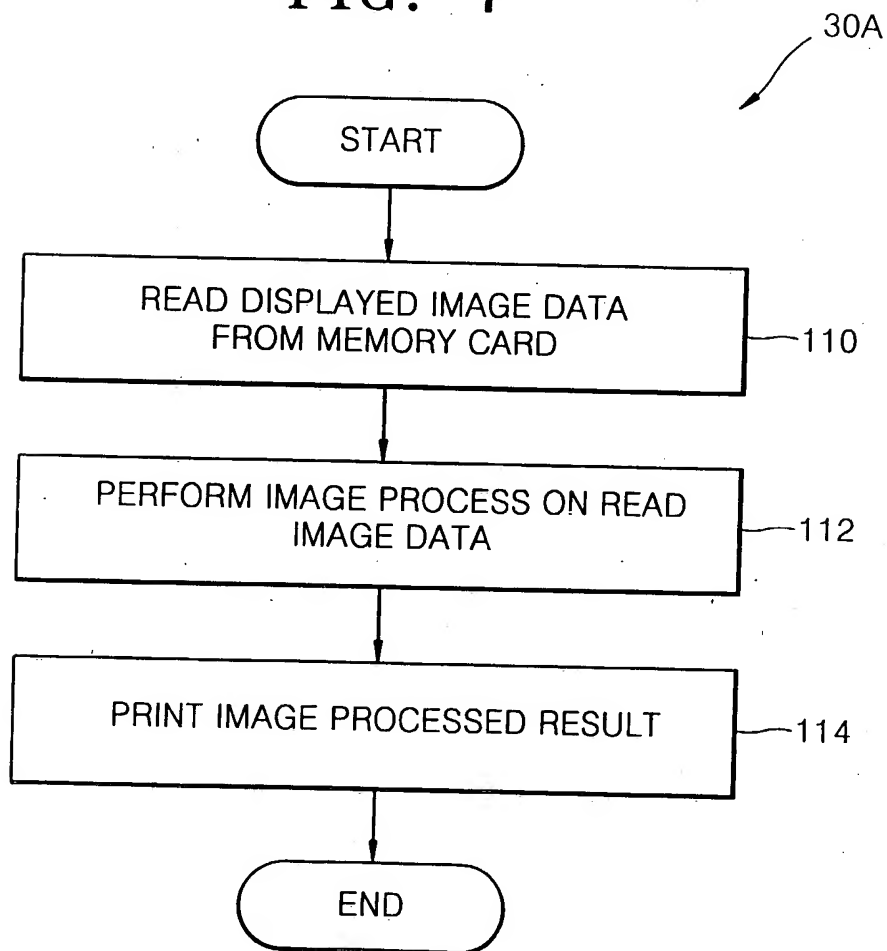 FIG.
30A
START
READ DISPLAYED IMAGE DATA
FROM MEMORY CARD
110
PERFORM IMAGE PROCESS ON READ
IMAGE DATA
112
PRINT IMAGE PROCESSED RESULT
114
END